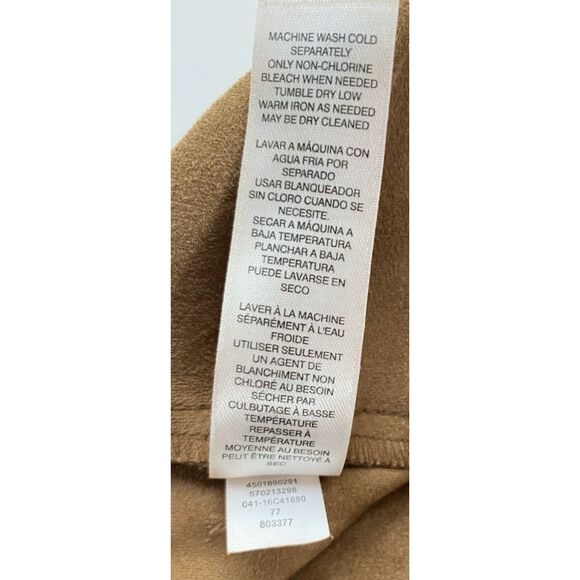 MACHINE WASH COLD
SEPARATELY
ONLY NON-CHLORINE
BLEACH WHEN NEEDED
TUMBLE DRY LOW
WARM IRON AS NEEDED
MAY BE DRY CLEANED
LAVAR A MÁQUINA CON
AGUA FRIA POR
SEPARADO
USAR BLANQUEADOR
SIN CLORO CUANDO SE
NECESITE.
SECAR A MÁQUINA A
BAJA TEMPERATURA
PLANCHAR A BAJA
TEMPERATURA
PUEDE LAVARSE EN
SECO
LAVER À LA MACHINE
SÉPARÉMENT À L'EAU
FROIDE
UTILISER SEULEMENT
UN AGENT DE
BLANCHIMENT NON
CHLORÉ AU BESOIN
SÉCHER PAR
CULBUTAGE À BASSE
TEMPÉRATURE
REPASSER À
TEMPÉRATURE
MOYENNE AU BESOIN
PEUT ÊTRE NETTOYÉ À
SEC
4501890291
570213298
041-16C41680
77
803377